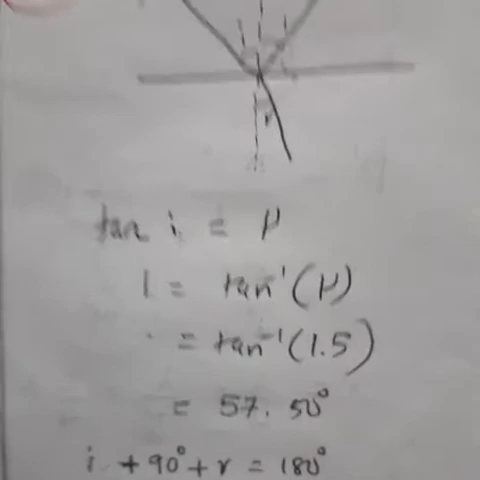 i i
r
tan i = μ
i = tan⁻¹(μ)
= tan⁻¹(1.5)
= 57.50°
i + 90° + r = 180°